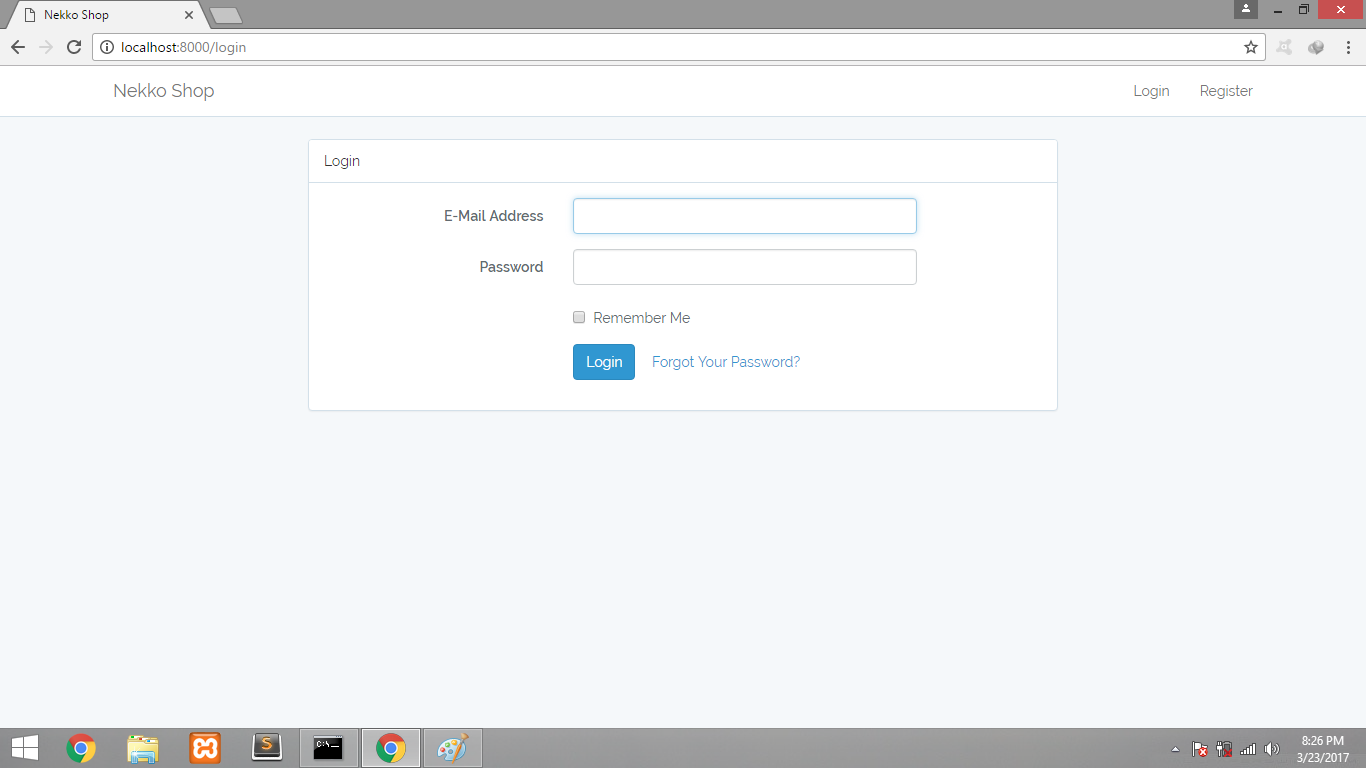 Nekko Shop
localhost:8000/login
Nekko Shop
Login Register
Login
E-Mail Address
Password
Remember Me
Login Forgot Your Password?
C:\_
S
8:26 PM
3/23/2017